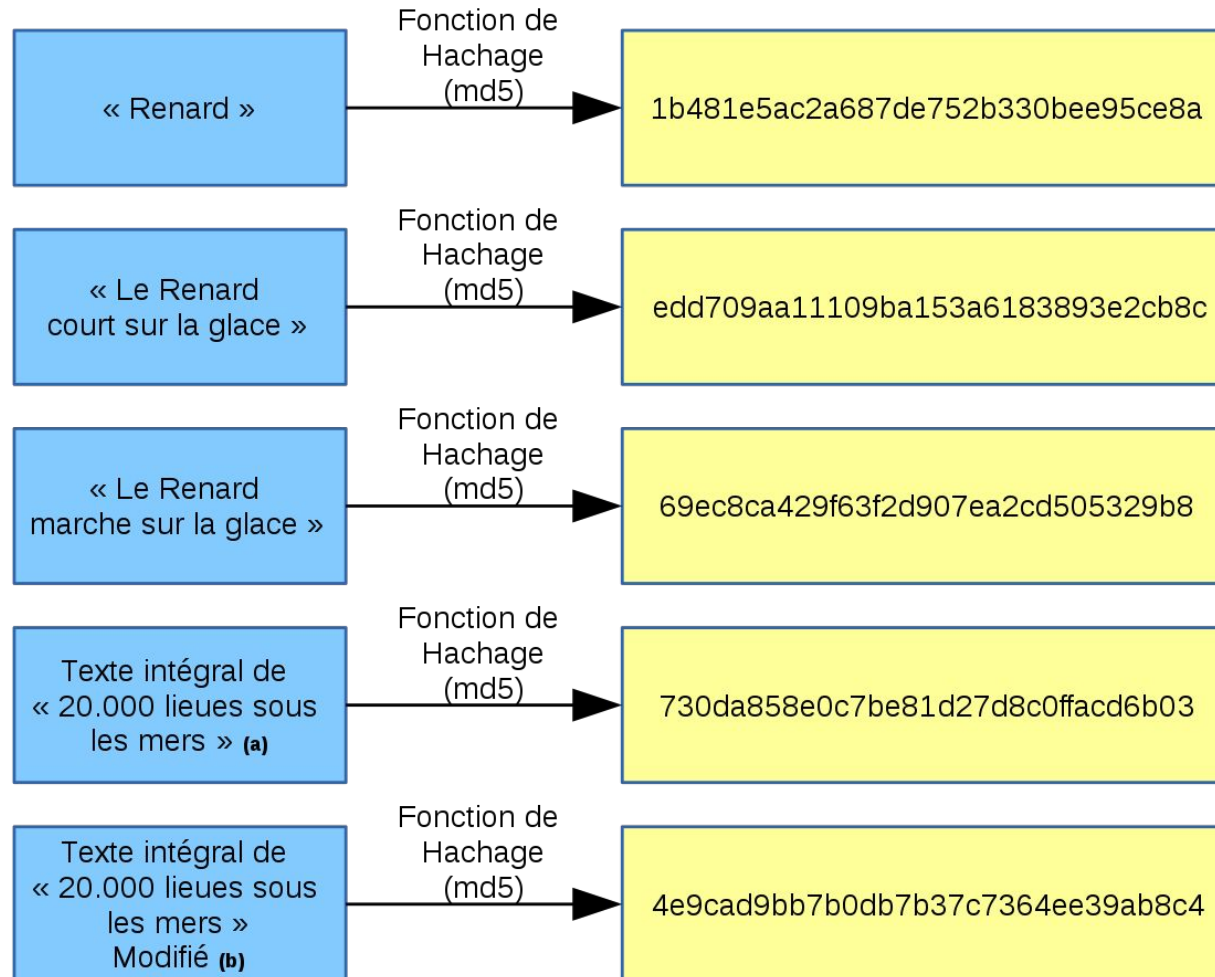 Fonction de
Hachage
(md5)
« Renard »
1b481e5ac2a687de752b330bee95ce8a
Fonction de
Hachage
(md5)
« Le Renard
court sur la glace »
edd709aa11109ba153a6183893e2cb8c
Fonction de
Hachage
(md5)
« Le Renard
marche sur la glace »
69ec8ca429f63f2d907ea2cd505329b8
Fonction de
Hachage
(md5)
Texte intégral de
« 20.000 lieues sous
les mers » (a)
730da858e0c7be81d27d8c0ffacd6b03
Fonction de
Hachage
(md5)
Texte intégral de
« 20.000 lieues sous
les mers »
Modifié (b)
4e9cad9bb7b0db7b37c7364ee39ab8c4